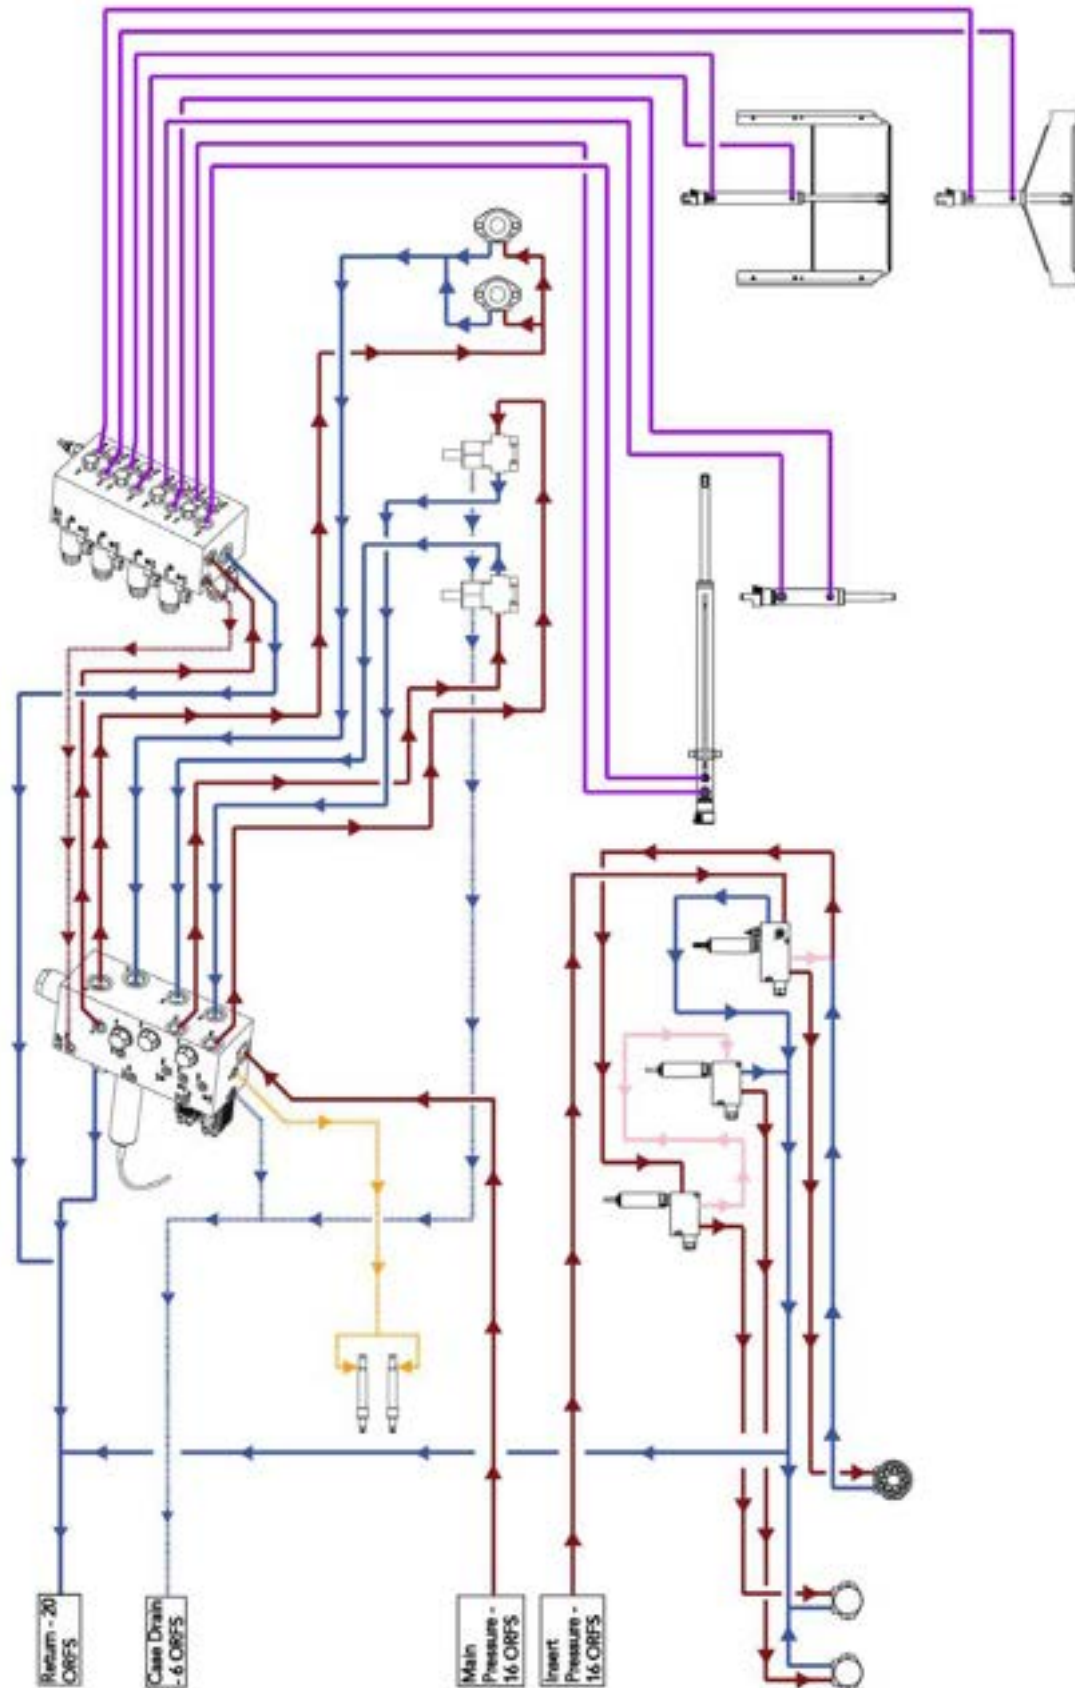 Return - 20
ORFS
Case Drain
- 6 ORFS
Main
Pressure -
16 ORFS
Insert
Pressure -
16 ORFS